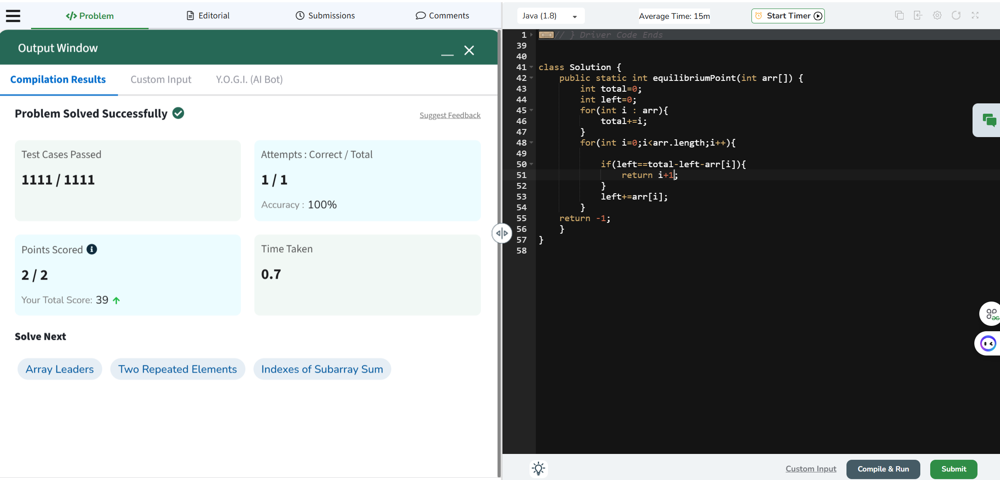 </> Problem
Editorial
Submissions
Comments
Output Window
Compilation Results
Custom Input
Y.O.G.I. (AI Bot)
Problem Solved Successfully
Suggest Feedback
Test Cases Passed
1111 / 1111
Attempts : Correct / Total
1 / 1
Accuracy : 100%
Points Scored
2 / 2
Your Total Score: 39
Time Taken
0.7
Solve Next
Array Leaders
Two Repeated Elements
Indexes of Subarray Sum
Java (1.8)
Average Time: 15m
Start Timer
1 // } Driver Code Ends
39
40
41 class Solution {
42     public static int equilibriumPoint(int arr[]) {
43         int total=0;
44         int left=0;
45         for(int i : arr){
46             total+=i;
47         }
48         for(int i=0;i<arr.length;i++){
49
50             if(left==total-left-arr[i]){
51                 return i+1;
52             }
53             left+=arr[i];
54         }
55     return -1;
56     }
57 }
58
Custom Input
Compile & Run
Submit